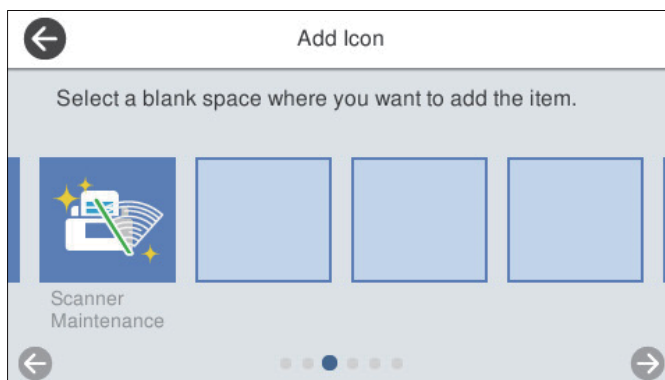 Add Icon
Select a blank space where you want to add the item.
Scanner
Maintenance